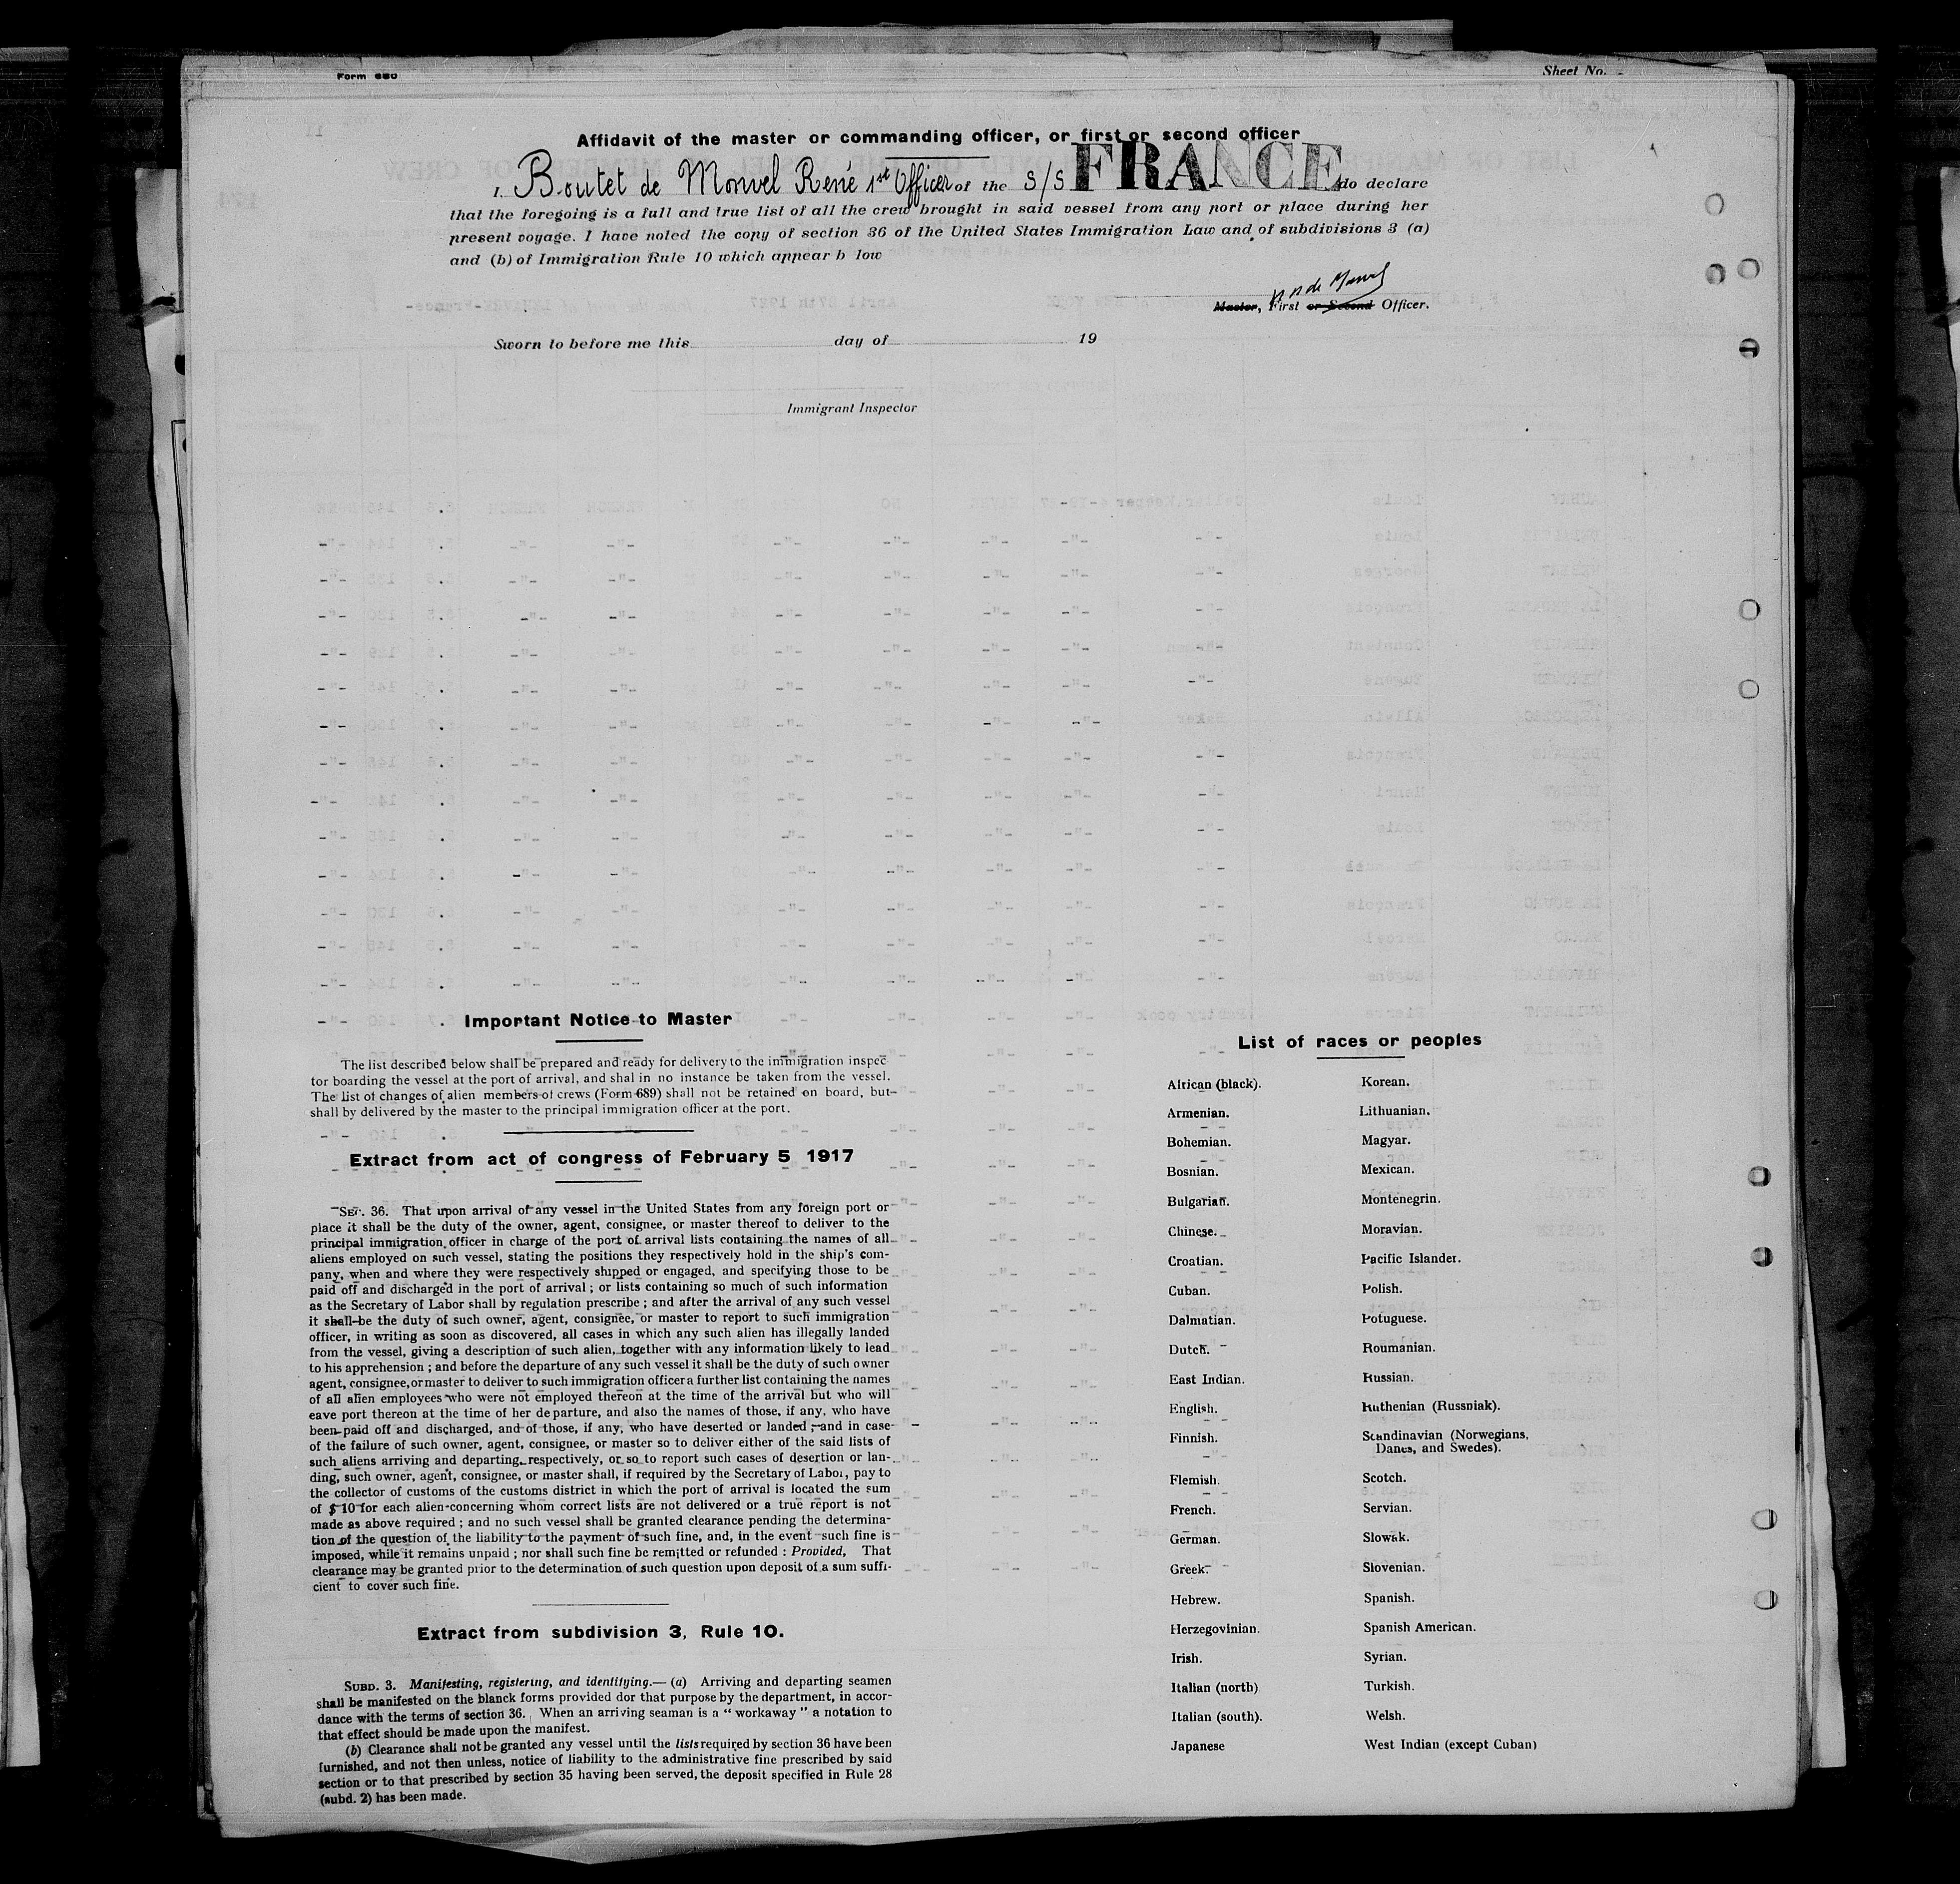 Form 680
Sheet No.
Affidavit of the master or commanding officer, or first or second officer
I, Boutet de Monvel René 1st Officer of the S/S FRANCE do declare
that the foregoing is a full and true list of all the crew brought in said vessel from any port or place during her
present voyage. I have noted the copy of section 36 of the United States Immigration Law and of subdivisions 3 (a)
and (b) of Immigration Rule 10 which appear b low
Master, First or Second Officer.
Sworn to before me this day of 19
Immigrant Inspector
Important Notice to Master
The list described below shall be prepared and ready for delivery to the immigration inspec
tor boarding the vessel at the port of arrival, and shal in no instance be taken from the vessel.
The list of changes of alien members of crews (Form 689) shall not be retained on board, but
shall by delivered by the master to the principal immigration officer at the port.
Extract from act of congress of February 5 1917
SET. 36. That upon arrival of any vessel in the United States from any foreign port or
place it shall be the duty of the owner, agent, consignee, or master thereof to deliver to the
principal immigration officer in charge of the port of arrival lists containing the names of all
aliens employed on such vessel, stating the positions they respectively hold in the ship's com-
pany, when and where they were respectively shipped or engaged, and specifying those to be
paid off and discharged in the port of arrival ; or lists containing so much of such information
as the Secretary of Labor shall by regulation prescribe ; and after the arrival of any such vessel
it shall be the duty of such owner, agent, consignee, or master to report to such immigration
officer, in writing as soon as discovered, all cases in which any such alien has illegally landed
from the vessel, giving a description of such alien, together with any information likely to lead
to his apprehension ; and before the departure of any such vessel it shall be the duty of such owner
agent, consignee, or master to deliver to such immigration officer a further list containing the names
of all alien employees who were not employed thereon at the time of the arrival but who will
eave port thereon at the time of her departure, and also the names of those, if any, who have
been paid off and discharged, and of those, if any, who have deserted or landed ; and in case
of the failure of such owner, agent, consignee, or master so to deliver either of the said lists of
such aliens arriving and departing, respectively, or so to report such cases of desertion or lan-
ding, such owner, agent, consignee, or master shall, if required by the Secretary of Labor, pay to
the collector of customs of the customs district in which the port of arrival is located the sum
of $ 10 for each alien concerning whom correct lists are not delivered or a true report is not
made as above required ; and no such vessel shall be granted clearance pending the determina-
tion of the question of the liability to the payment of such fine, and, in the event such fine is
imposed, while it remains unpaid ; nor shall such fine be remitted or refunded : Provided, That
clearance may be granted prior to the determination of such question upon deposit of a sum suffi-
cient to cover such fine.
Extract from subdivision 3, Rule 10.
SUBD. 3. Manifesting, registering, and identifying.— (a) Arriving and departing seamen
shall be manifested on the blanck forms provided dor that purpose by the department, in accor-
dance with the terms of section 36. When an arriving seaman is a “ workaway ” a notation to
that effect should be made upon the manifest.
(b) Clearance shall not be granted any vessel until the lists required by section 36 have been
furnished, and not then unless, notice of liability to the administrative fine prescribed by said
section or to that prescribed by section 35 having been served, the deposit specified in Rule 28
(subd. 2) has been made.
List of races or peoples
African (black).
Armenian.
Bohemian.
Bosnian.
Bulgarian.
Chinese.
Croatian.
Cuban.
Dalmatian.
Dutch.
East Indian.
English.
Finnish.
Flemish.
French.
German.
Greek.
Hebrew.
Herzegovinian.
Irish.
Italian (north)
Italian (south).
Japanese
Korean.
Lithuanian.
Magyar.
Mexican.
Montenegrin.
Moravian.
Pacific Islander.
Polish.
Potuguese.
Roumanian.
Russian.
Ruthenian (Russniak).
Scandinavian (Norwegians,
Danes, and Swedes).
Scotch.
Servian.
Slowak.
Slovenian.
Spanish.
Spanish American.
Syrian.
Turkish.
Welsh.
West Indian (except Cuban)